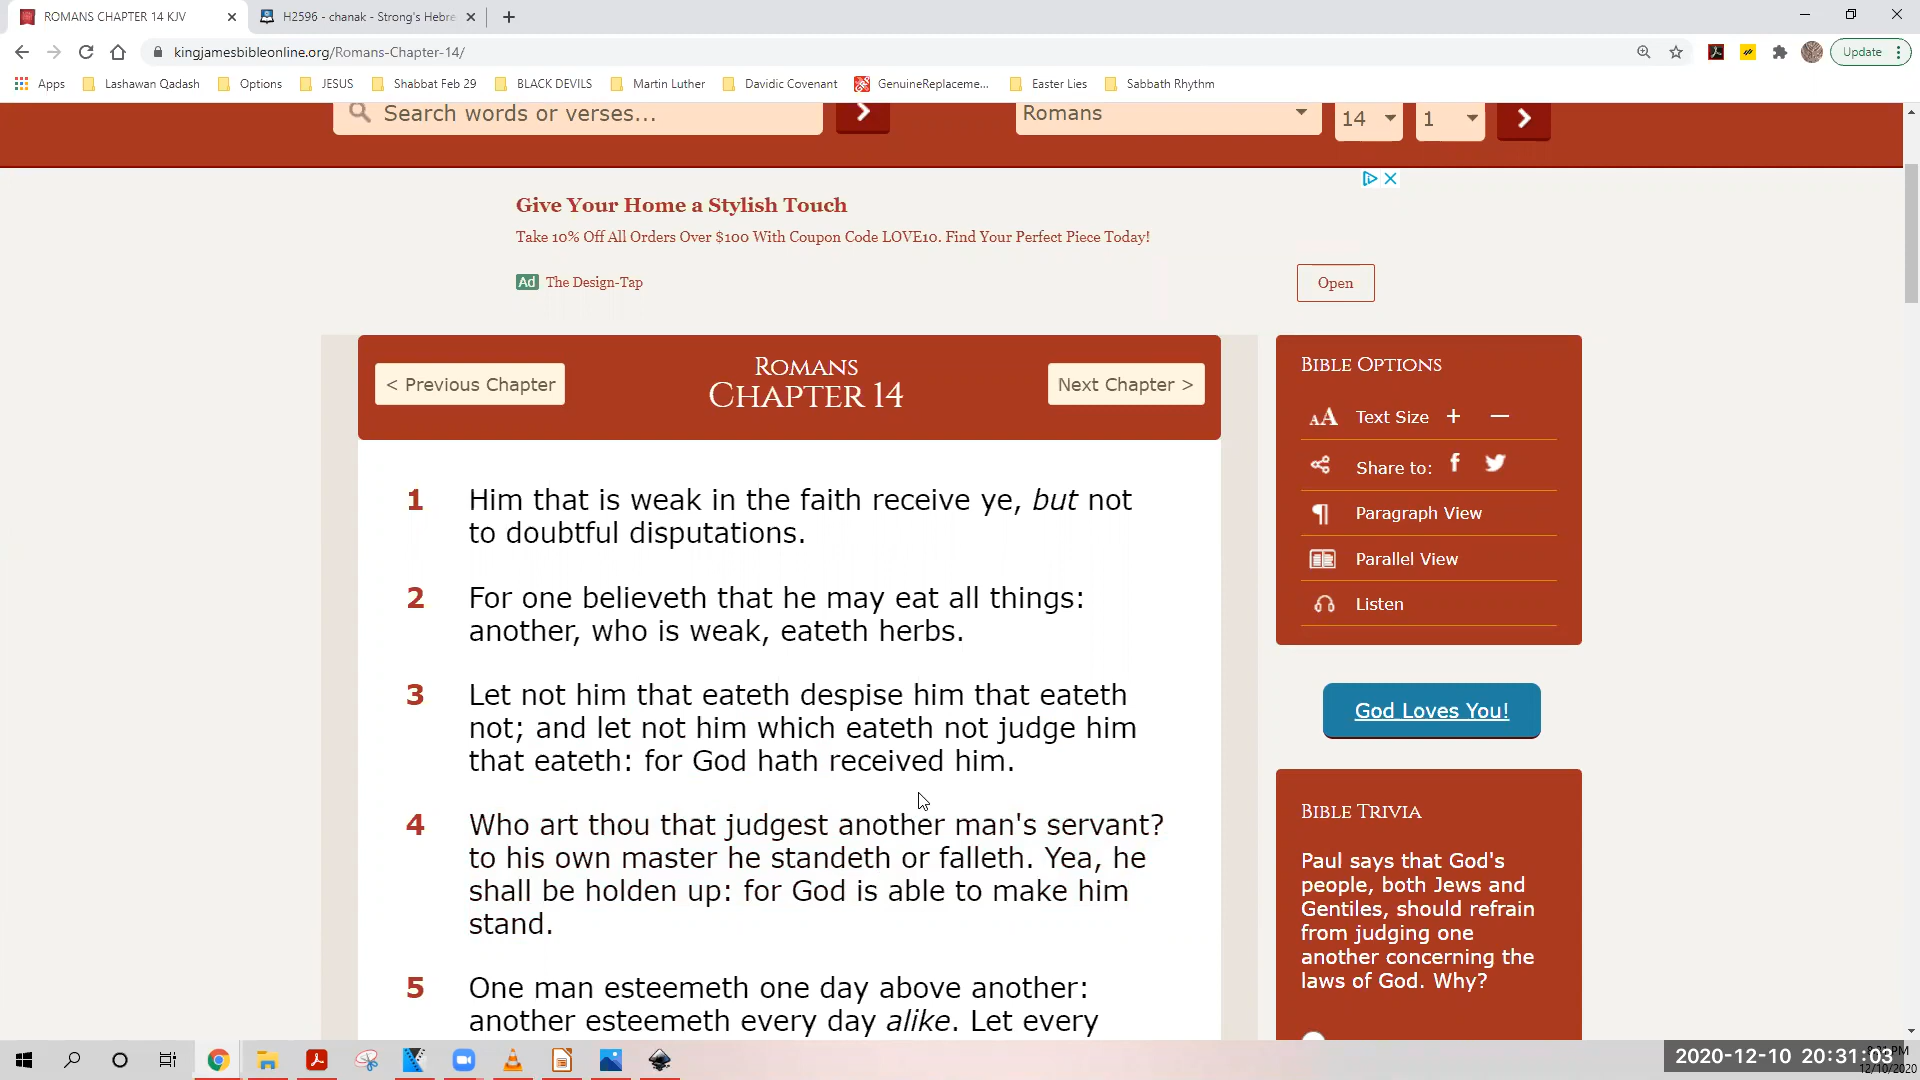 ROMANS CHAPTER 14 KJV
H2596 - chanak - Strong's Hebre
kingjamesbibleonline.org/Romans-Chapter-14/
Update
Apps
Lashawan Qadash
Options
JESUS
Shabbat Feb 29
BLACK DEVILS
Martin Luther
Davidic Covenant
GenuineReplaceme...
Easter Lies
Sabbath Rhythm
Search words or verses...
Romans
14
1
Give Your Home a Stylish Touch
Take 10% Off All Orders Over $100 With Coupon Code LOVE10. Find Your Perfect Piece Today!
Ad The Design-Tap
Open
< Previous Chapter
Romans
Chapter 14
Next Chapter >
1 Him that is weak in the faith receive ye, but not
to doubtful disputations.
2 For one believeth that he may eat all things:
another, who is weak, eateth herbs.
3 Let not him that eateth despise him that eateth
not; and let not him which eateth not judge him
that eateth: for God hath received him.
4 Who art thou that judgest another man's servant?
to his own master he standeth or falleth. Yea, he
shall be holden up: for God is able to make him
stand.
5 One man esteemeth one day above another:
another esteemeth every day alike. Let every
Bible Options
AA Text Size + —
Share to:
Paragraph View
Parallel View
Listen
God Loves You!
Bible Trivia
Paul says that God's
people, both Jews and
Gentiles, should refrain
from judging one
another concerning the
laws of God. Why?
2020-12-10 20:31:03
12/10/2020